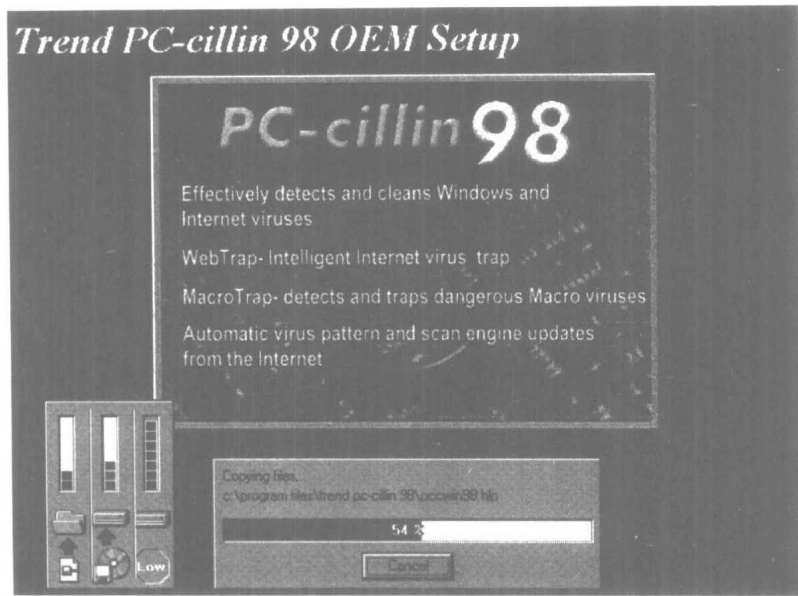 Trend PC-cillin 98 OEM Setup
PC-cillin 98
Effectively detects and cleans Windows and
Internet viruses
WebTrap- Intelligent Internet virus trap
MacroTrap- detects and traps dangerous Macro viruses
Automatic virus pattern and scan engine updates
from the Internet
Copying files...
c:\program files\trend pc-cillin 98\pccwin98.hlp
54 %
Cancel
Low